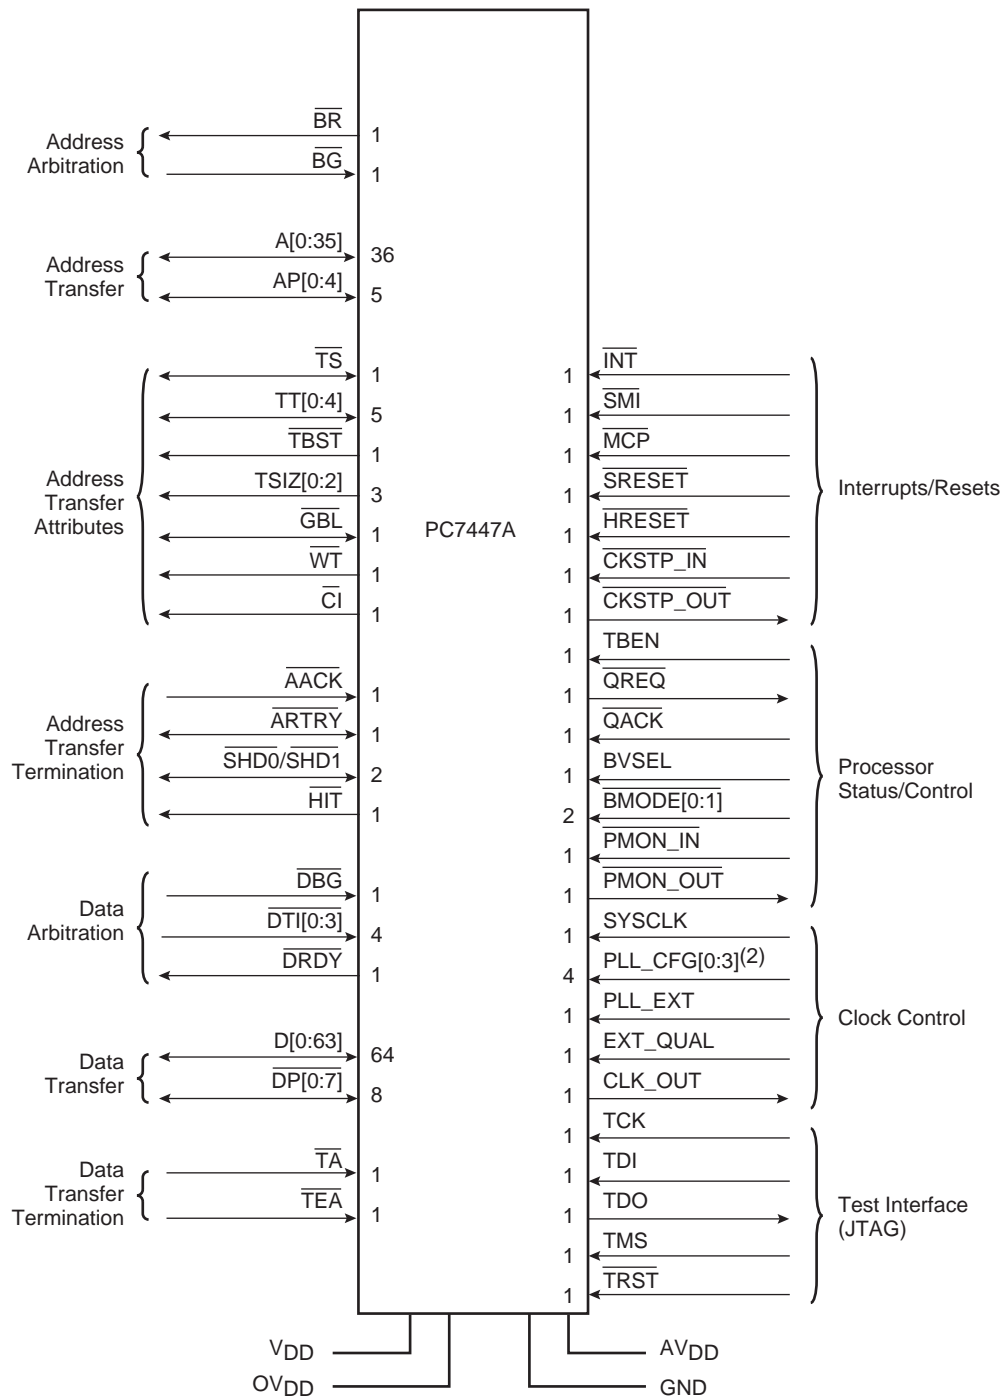 Address
Arbitration
BR
1
BG
1
Address
Transfer
A[0:35]
36
AP[0:4]
5
Address
Transfer
Attributes
TS
1
TT[0:4]
5
TBST
1
TSIZ[0:2]
3
GBL
1
WT
1
CI
1
Address
Transfer
Termination
AACK
1
ARTRY
1
SHD0/SHD1
2
HIT
1
Data
Arbitration
DBG
1
DTI[0:3]
4
DRDY
1
Data
Transfer
D[0:63]
64
DP[0:7]
8
Data
Transfer
Termination
TA
1
TEA
1
PC7447A
1
INT
1
SMI
1
MCP
1
SRESET
1
HRESET
1
CKSTP_IN
1
CKSTP_OUT
Interrupts/Resets
1
TBEN
1
QREQ
1
QACK
1
BVSEL
2
BMODE[0:1]
1
PMON_IN
1
PMON_OUT
Processor
Status/Control
1
SYSCLK
4
PLL_CFG[0:3](2)
1
PLL_EXT
1
EXT_QUAL
1
CLK_OUT
Clock Control
1
TCK
1
TDI
1
TDO
1
TMS
1
TRST
Test Interface
(JTAG)
VDD
OVDD
AVDD
GND